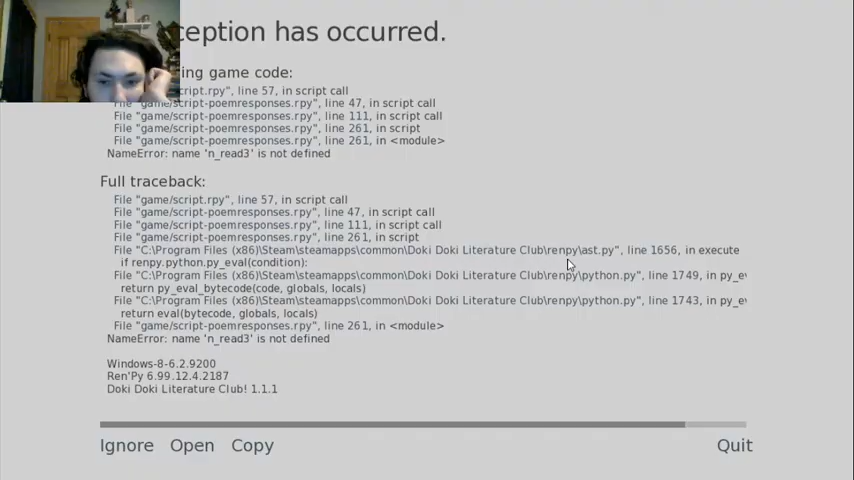 ception has occurred.
ing game code:
cript.rpy", line 57, in script call
File "game/script-poemresponses.rpy", line 47, in script call
File "game/script-poemresponses.rpy", line 111, in script call
File "game/script-poemresponses.rpy", line 261, in script
File "game/script-poemresponses.rpy", line 261, in <module>
NameError: name 'n_read3' is not defined
Full traceback:
File "game/script.rpy", line 57, in script call
File "game/script-poemresponses.rpy", line 47, in script call
File "game/script-poemresponses.rpy", line 111, in script call
File "game/script-poemresponses.rpy", line 261, in script
File "C:\Program Files (x86)\Steam\steamapps\common\Doki Doki Literature Club\renpy\ast.py", line 1656, in execute
if renpy.python.py_eval(condition):
File "C:\Program Files (x86)\Steam\steamapps\common\Doki Doki Literature Club\renpy\python.py", line 1749, in py_ev
return py_eval_bytecode(code, globals, locals)
File "C:\Program Files (x86)\Steam\steamapps\common\Doki Doki Literature Club\renpy\python.py", line 1743, in py_ev
return eval(bytecode, globals, locals)
File "game/script-poemresponses.rpy", line 261, in <module>
NameError: name 'n_read3' is not defined
Windows-8-6.2.9200
Ren'Py 6.99.12.4.2187
Doki Doki Literature Club! 1.1.1
Ignore Open Copy Quit